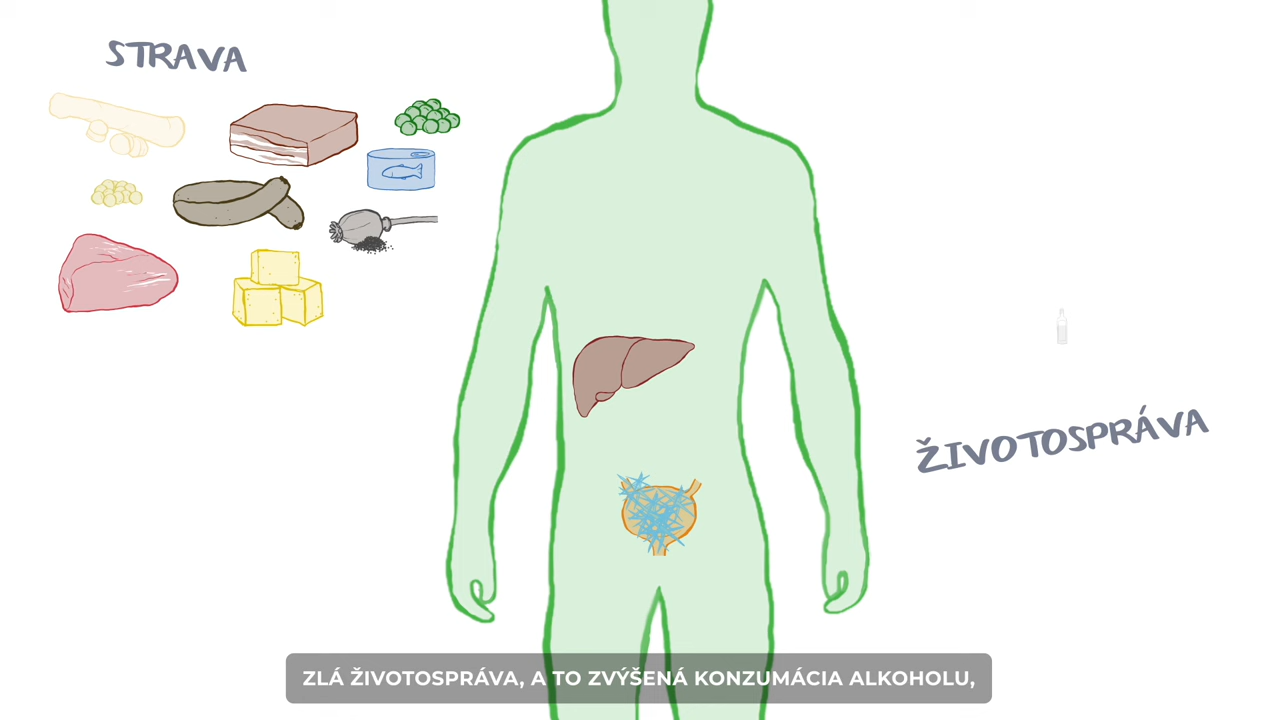 STRAVA
ŽIVOTOSPRÁVA
ZLÁ ŽIVOTOSPRÁVA, A TO ZVÝŠENÁ KONZUMÁCIA ALKOHOLU,